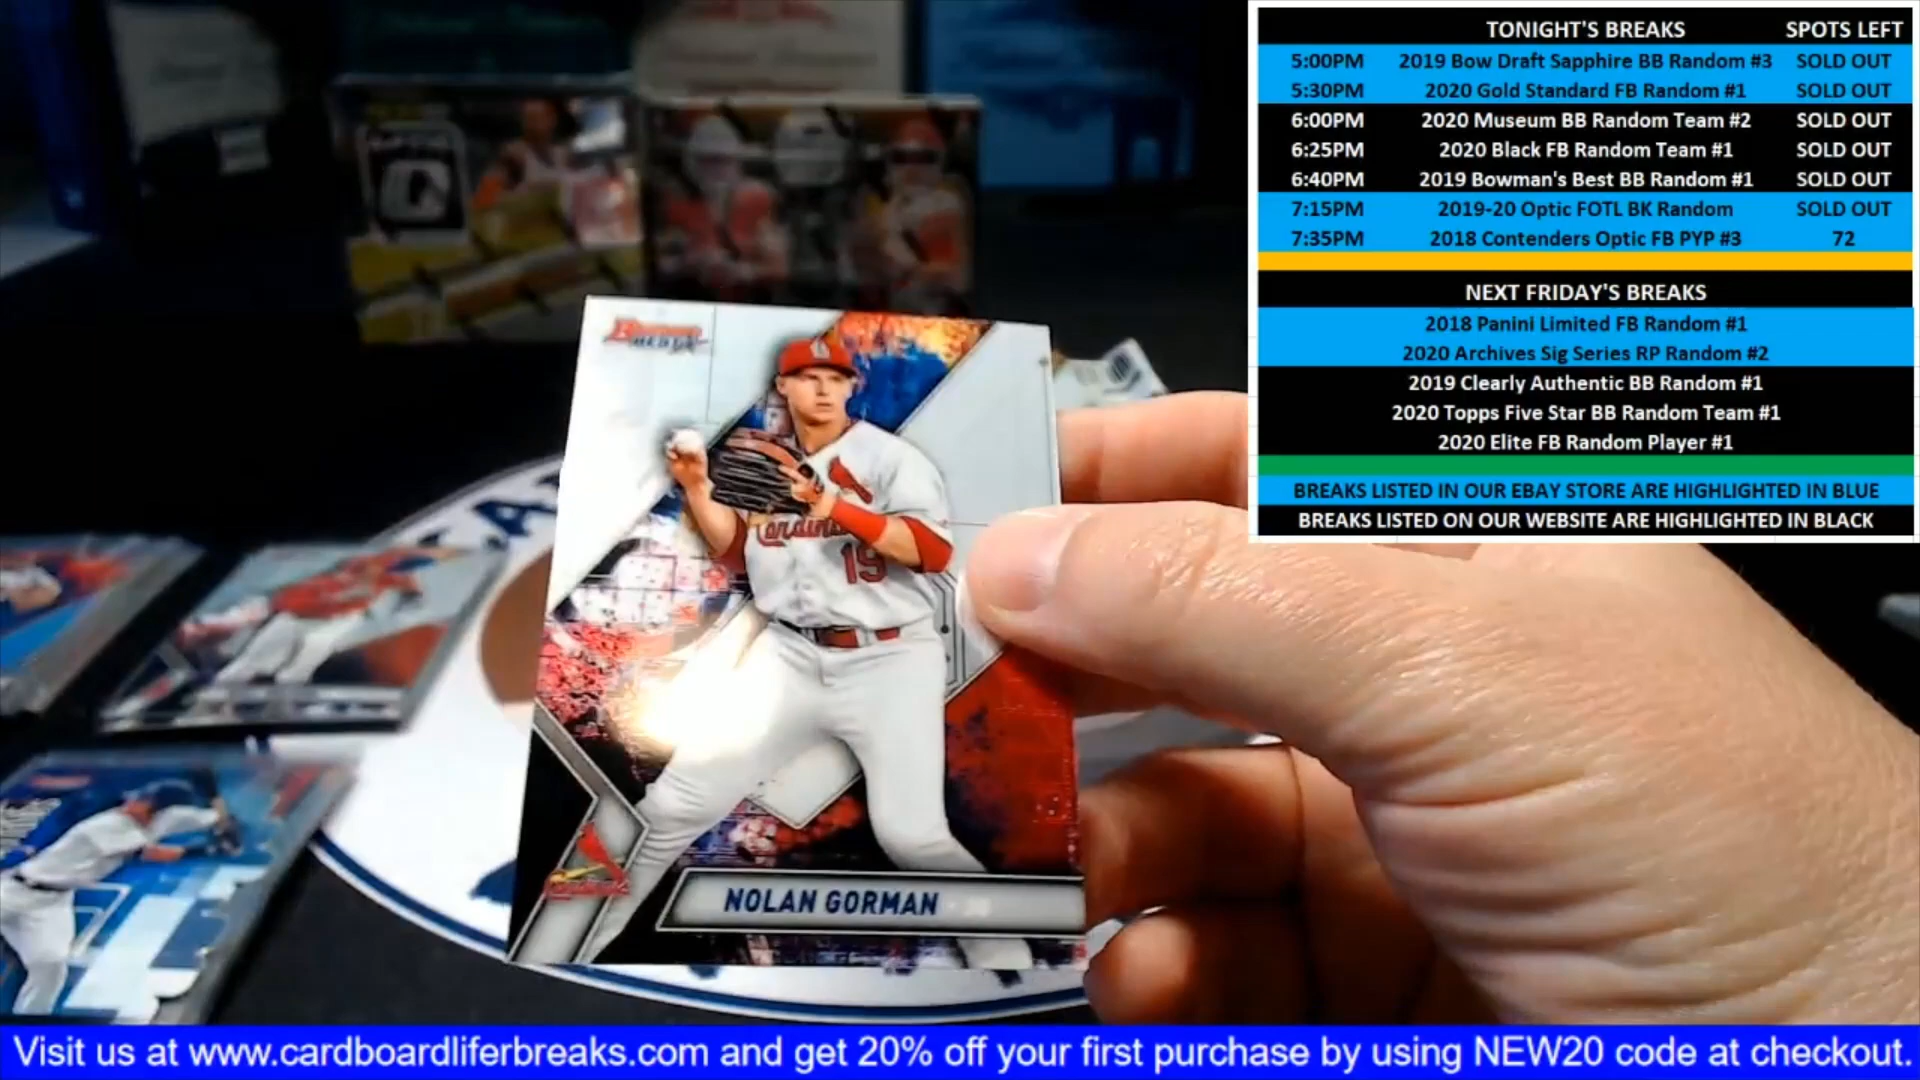 TONIGHT'S BREAKS SPOTS LEFT
5:00PM 2019 Bow Draft Sapphire BB Random #3 SOLD OUT
5:30PM 2020 Gold Standard FB Random #1 SOLD OUT
6:00PM 2020 Museum BB Random Team #2 SOLD OUT
6:25PM 2020 Black FB Random Team #1 SOLD OUT
6:40PM 2019 Bowman's Best BB Random #1 SOLD OUT
7:15PM 2019-20 Optic FOTL BK Random SOLD OUT
7:35PM 2018 Contenders Optic FB PYP #3 72
NEXT FRIDAY'S BREAKS
2018 Panini Limited FB Random #1
2020 Archives Sig Series RP Random #2
2019 Clearly Authentic BB Random #1
2020 Topps Five Star BB Random Team #1
2020 Elite FB Random Player #1
BREAKS LISTED IN OUR EBAY STORE ARE HIGHLIGHTED IN BLUE
BREAKS LISTED ON OUR WEBSITE ARE HIGHLIGHTED IN BLACK
Bowman's
BEST
Cardinals
19
NOLAN GORMAN
Visit us at www.cardboardliferbreaks.com and get 20% off your first purchase by using NEW20 code at checkout.